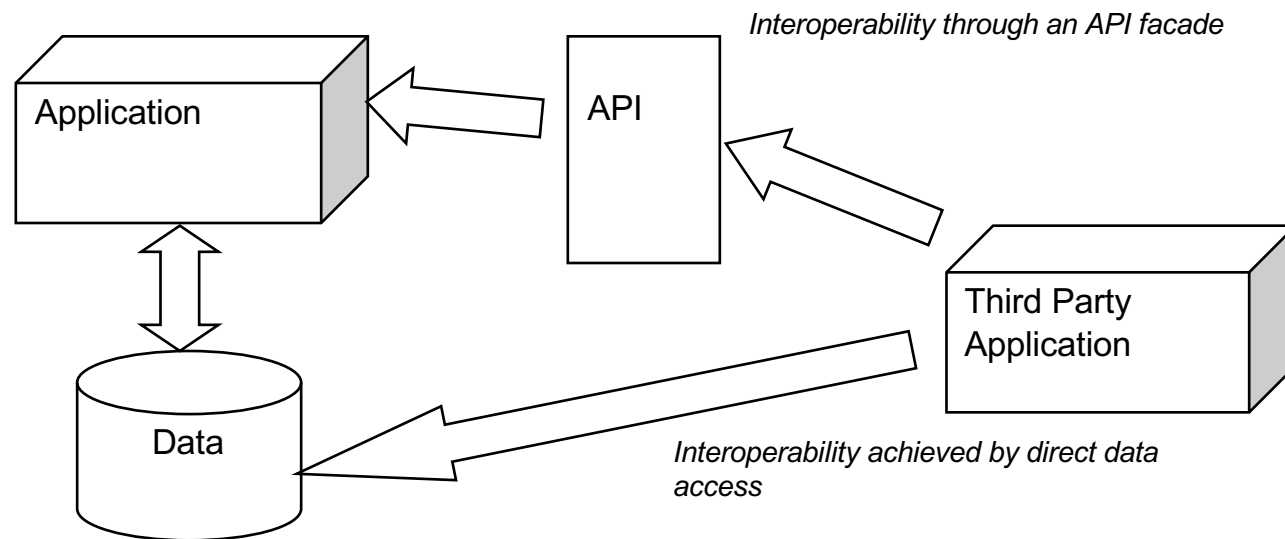 Interoperability through an API facade
Application
API
Third Party
Application
Data
Interoperability achieved by direct data
access